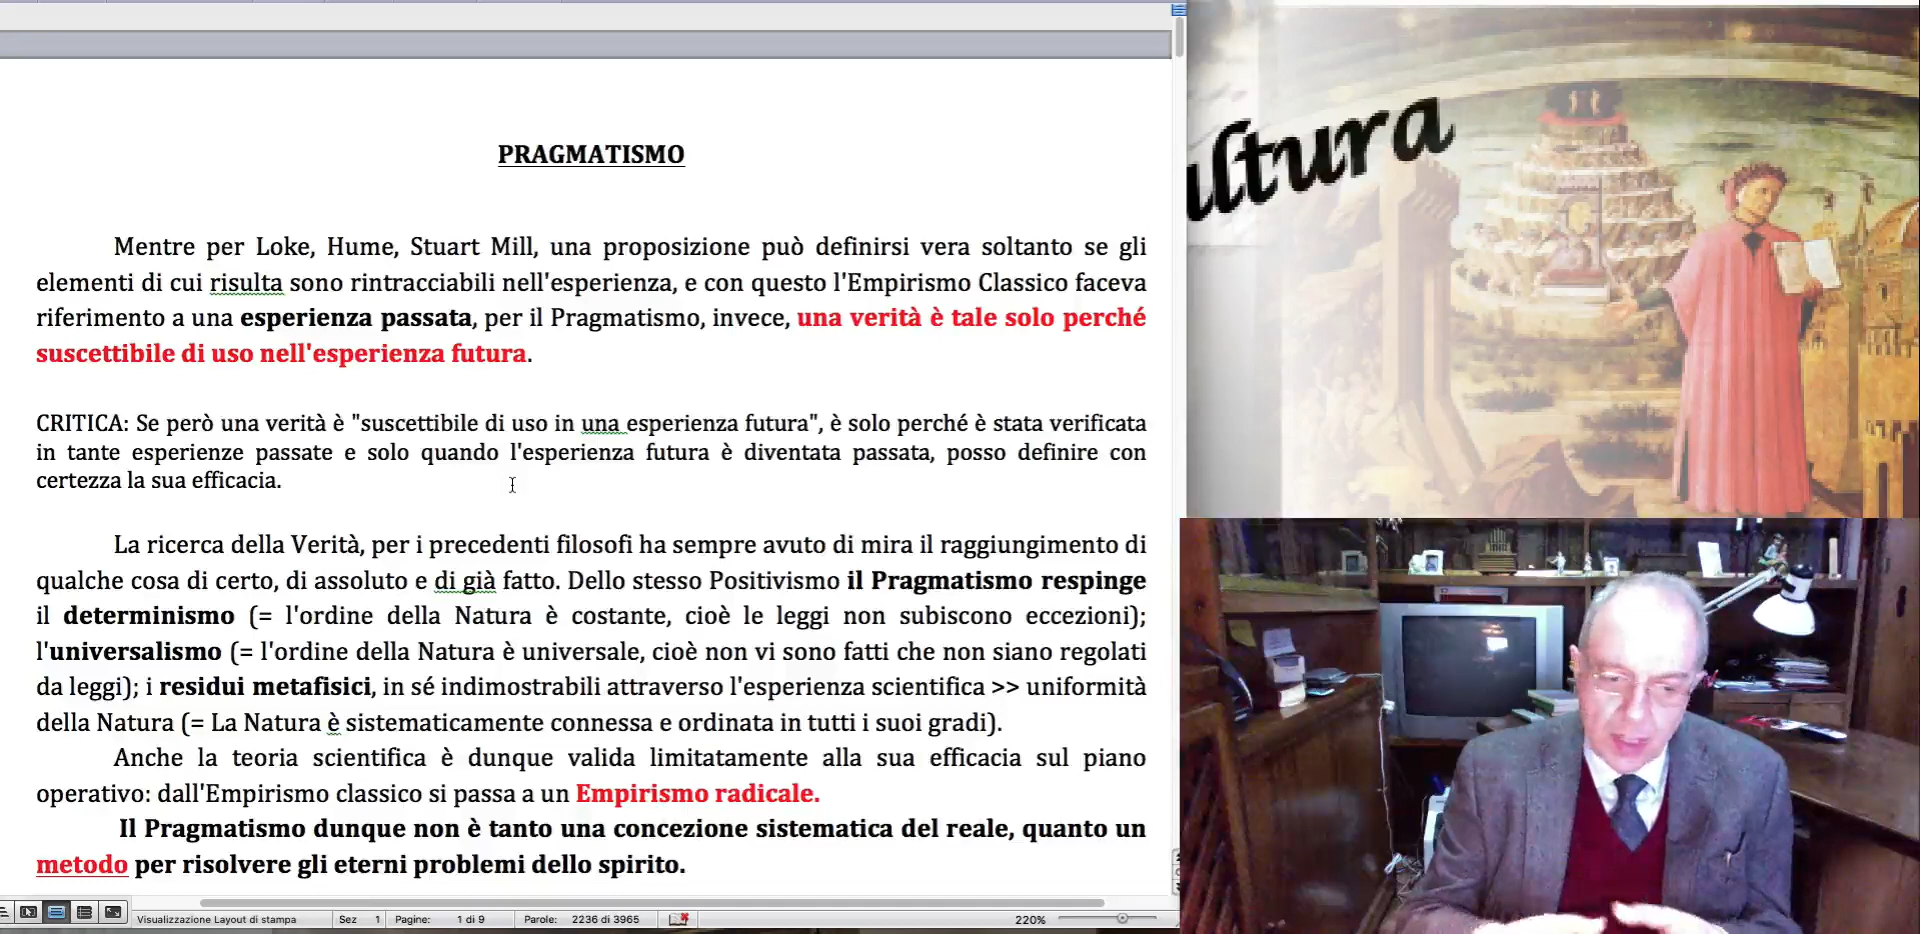 PRAGMATISMO
Mentre per Loke, Hume, Stuart Mill, una proposizione può definirsi vera soltanto se gli
elementi di cui risulta sono rintracciabili nell'esperienza, e con questo l'Empirismo Classico faceva
riferimento a una esperienza passata, per il Pragmatismo, invece, una verità è tale solo perché
suscettibile di uso nell'esperienza futura.
CRITICA: Se però una verità è "suscettibile di uso in una esperienza futura", è solo perché è stata verificata
in tante esperienze passate e solo quando l'esperienza futura è diventata passata, posso definire con
certezza la sua efficacia.
La ricerca della Verità, per i precedenti filosofi ha sempre avuto di mira il raggiungimento di
qualche cosa di certo, di assoluto e di già fatto. Dello stesso Positivismo il Pragmatismo respinge
il determinismo (= l'ordine della Natura è costante, cioè le leggi non subiscono eccezioni);
l'universalismo (= l'ordine della Natura è universale, cioè non vi sono fatti che non siano regolati
da leggi); i residui metafisici, in sé indimostrabili attraverso l'esperienza scientifica >> uniformità
della Natura (= La Natura è sistematicamente connessa e ordinata in tutti i suoi gradi).
Anche la teoria scientifica è dunque valida limitatamente alla sua efficacia sul piano
operativo: dall'Empirismo classico si passa a un Empirismo radicale.
Il Pragmatismo dunque non è tanto una concezione sistematica del reale, quanto un
metodo per risolvere gli eterni problemi dello spirito.
Visualizzazione Layout di stampa Sez 1 Pagine: 1 di 9 Parole: 2236 di 3965 220%
ultura